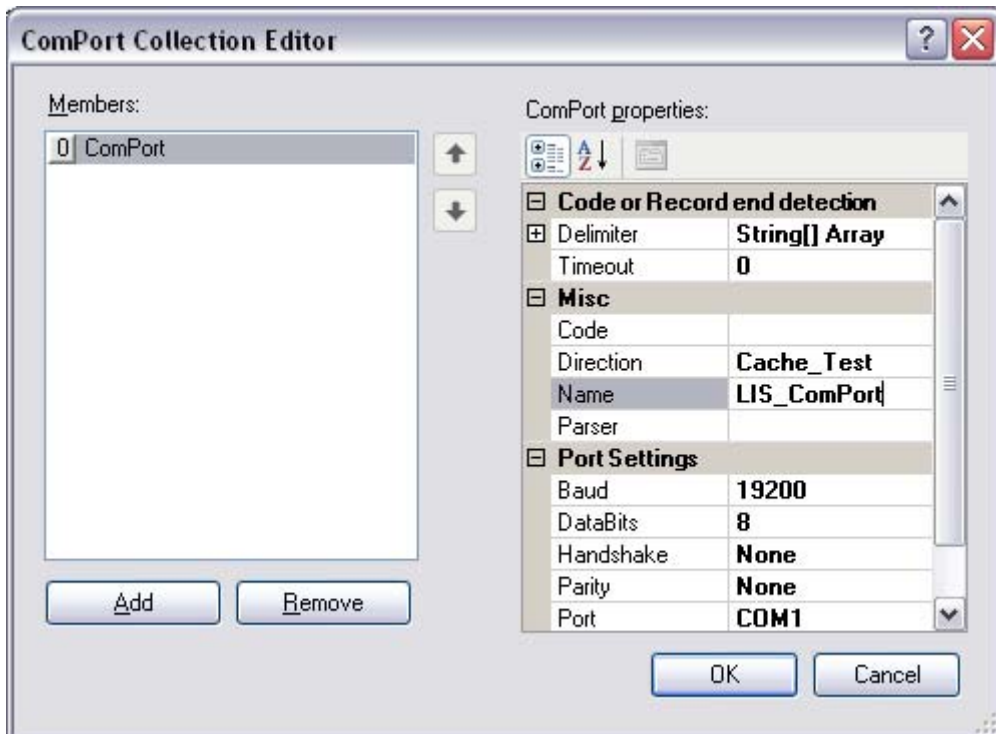 ComPort Collection Editor
Members:
0 ComPort
Add Remove
ComPort properties:
A Z
Code or Record end detection
Delimiter String[] Array
Timeout 0
Misc
Code
Direction Cache_Test
Name LIS_ComPort
Parser
Port Settings
Baud 19200
DataBits 8
Handshake None
Parity None
Port COM1
OK Cancel